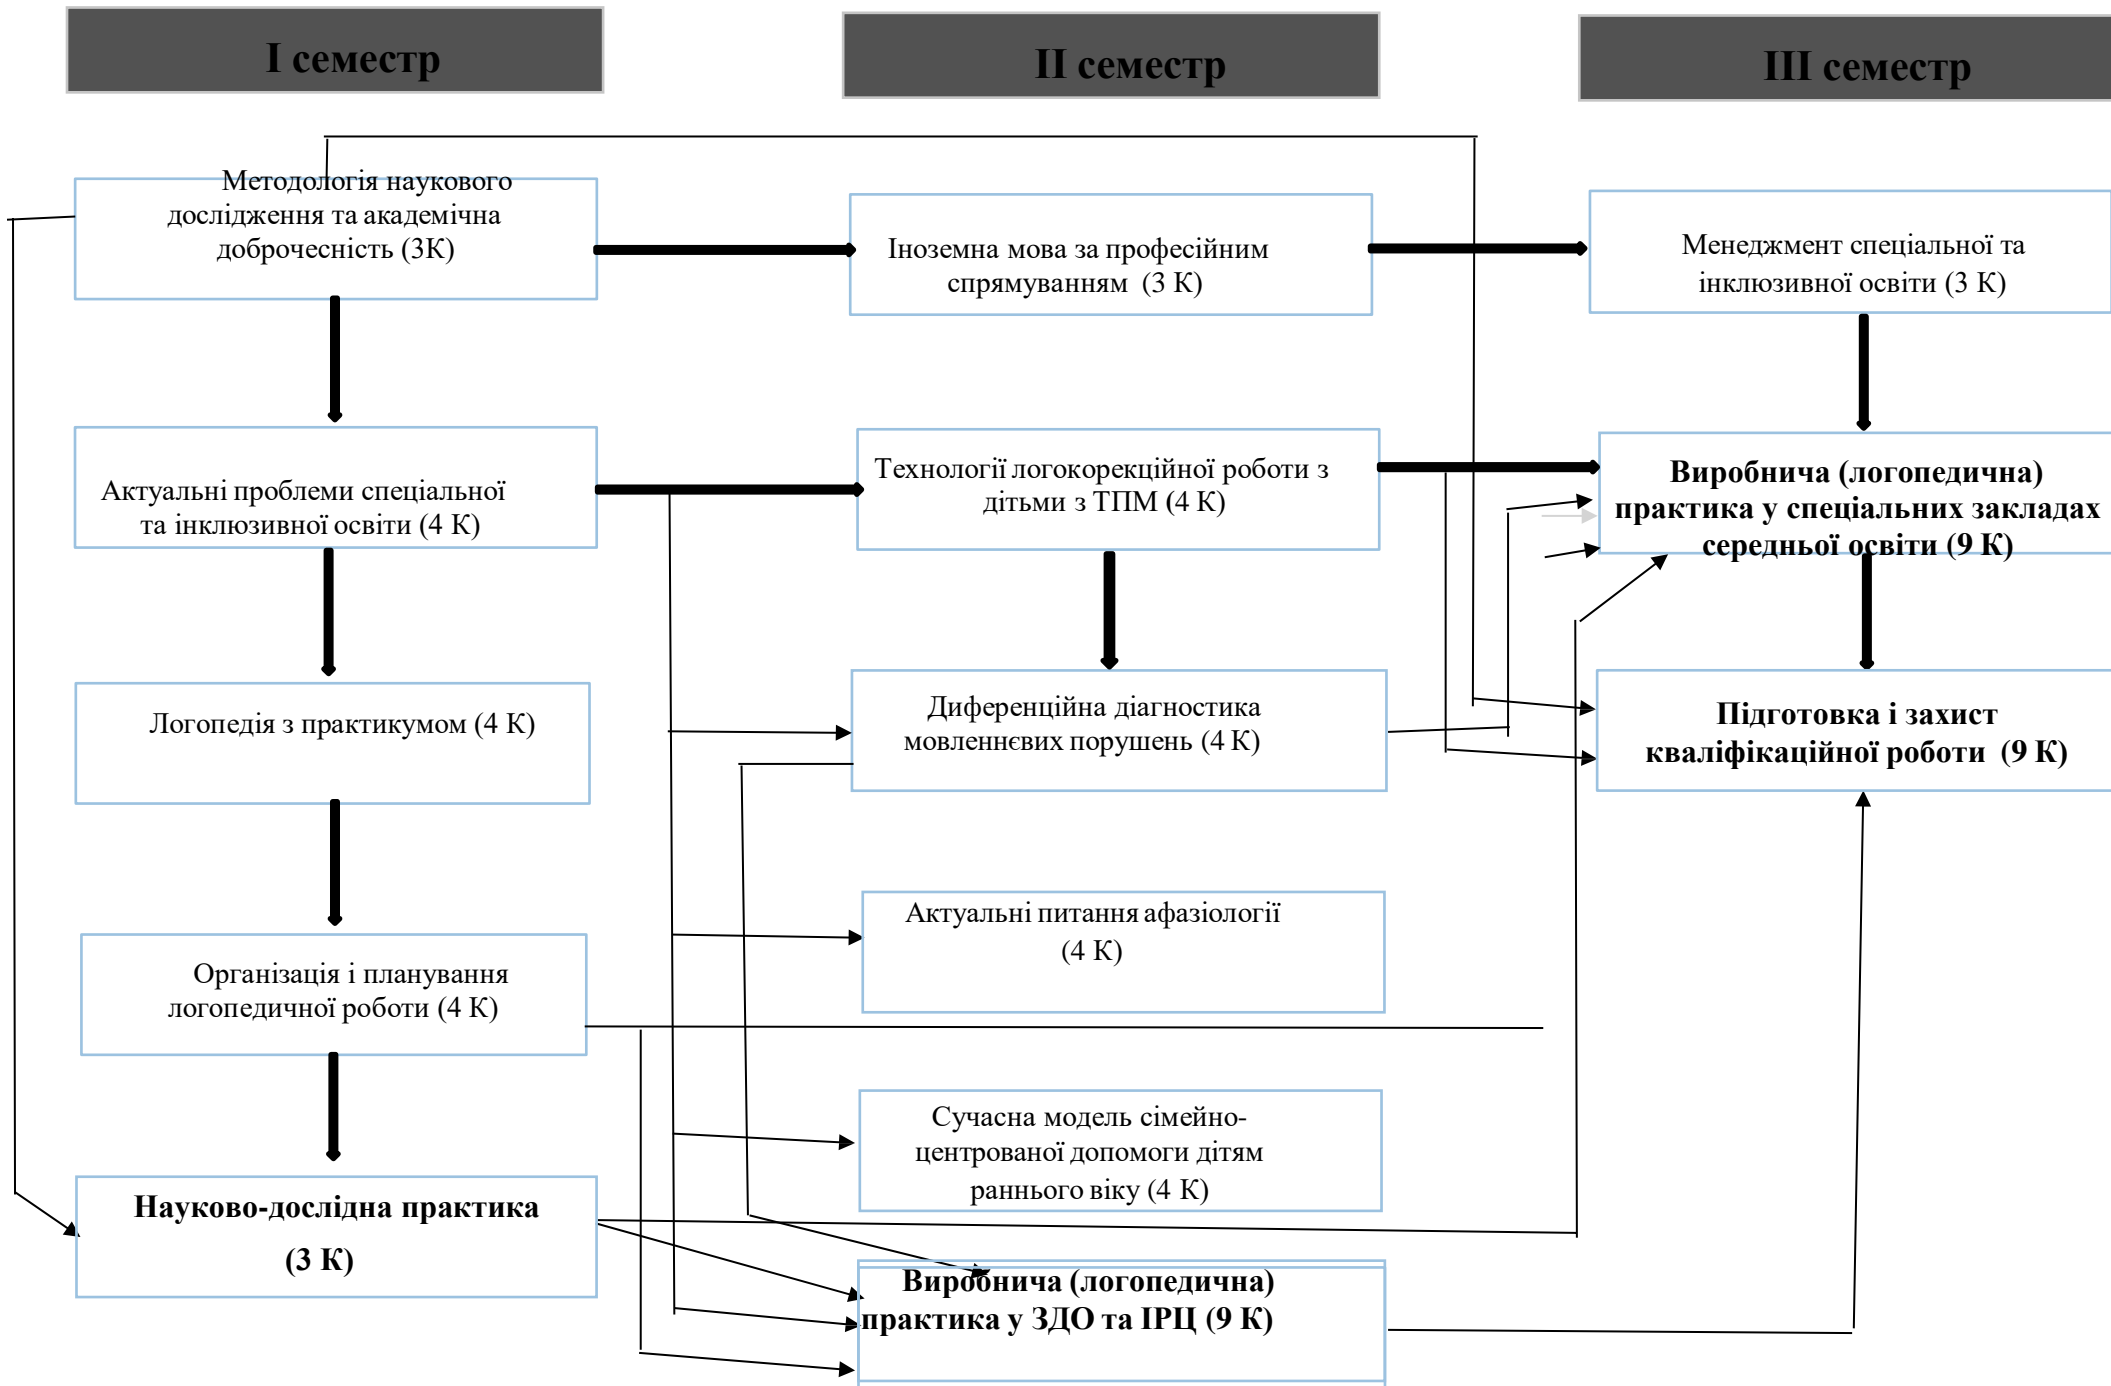 І семестр
ІІ семестр
ІІІ семестр
Методологія наукового
дослідження та академічна
доброчесність (3К)
Іноземна мова за професійним
спрямуванням (3 К)
Менеджмент спеціальної та
інклюзивної освіти (3 К)
Актуальні проблеми спеціальної
та інклюзивної освіти (4 К)
Технології логокорекційної роботи з
дітьми з ТПМ (4 К)
Виробнича (логопедична)
практика у спеціальних закладах
середньої освіти (9 К)
Логопедія з практикумом (4 К)
Диференційна діагностика
мовленнєвих порушень (4 К)
Підготовка і захист
кваліфікаційної роботи (9 К)
Організація і планування
логопедичної роботи (4 К)
Актуальні питання афазіології
(4 К)
Сучасна модель сімейно-
центрованої допомоги дітям
раннього віку (4 К)
Науково-дослідна практика
(3 К)
Виробнича (логопедична)
практика у ЗДО та ІРЦ (9 К)